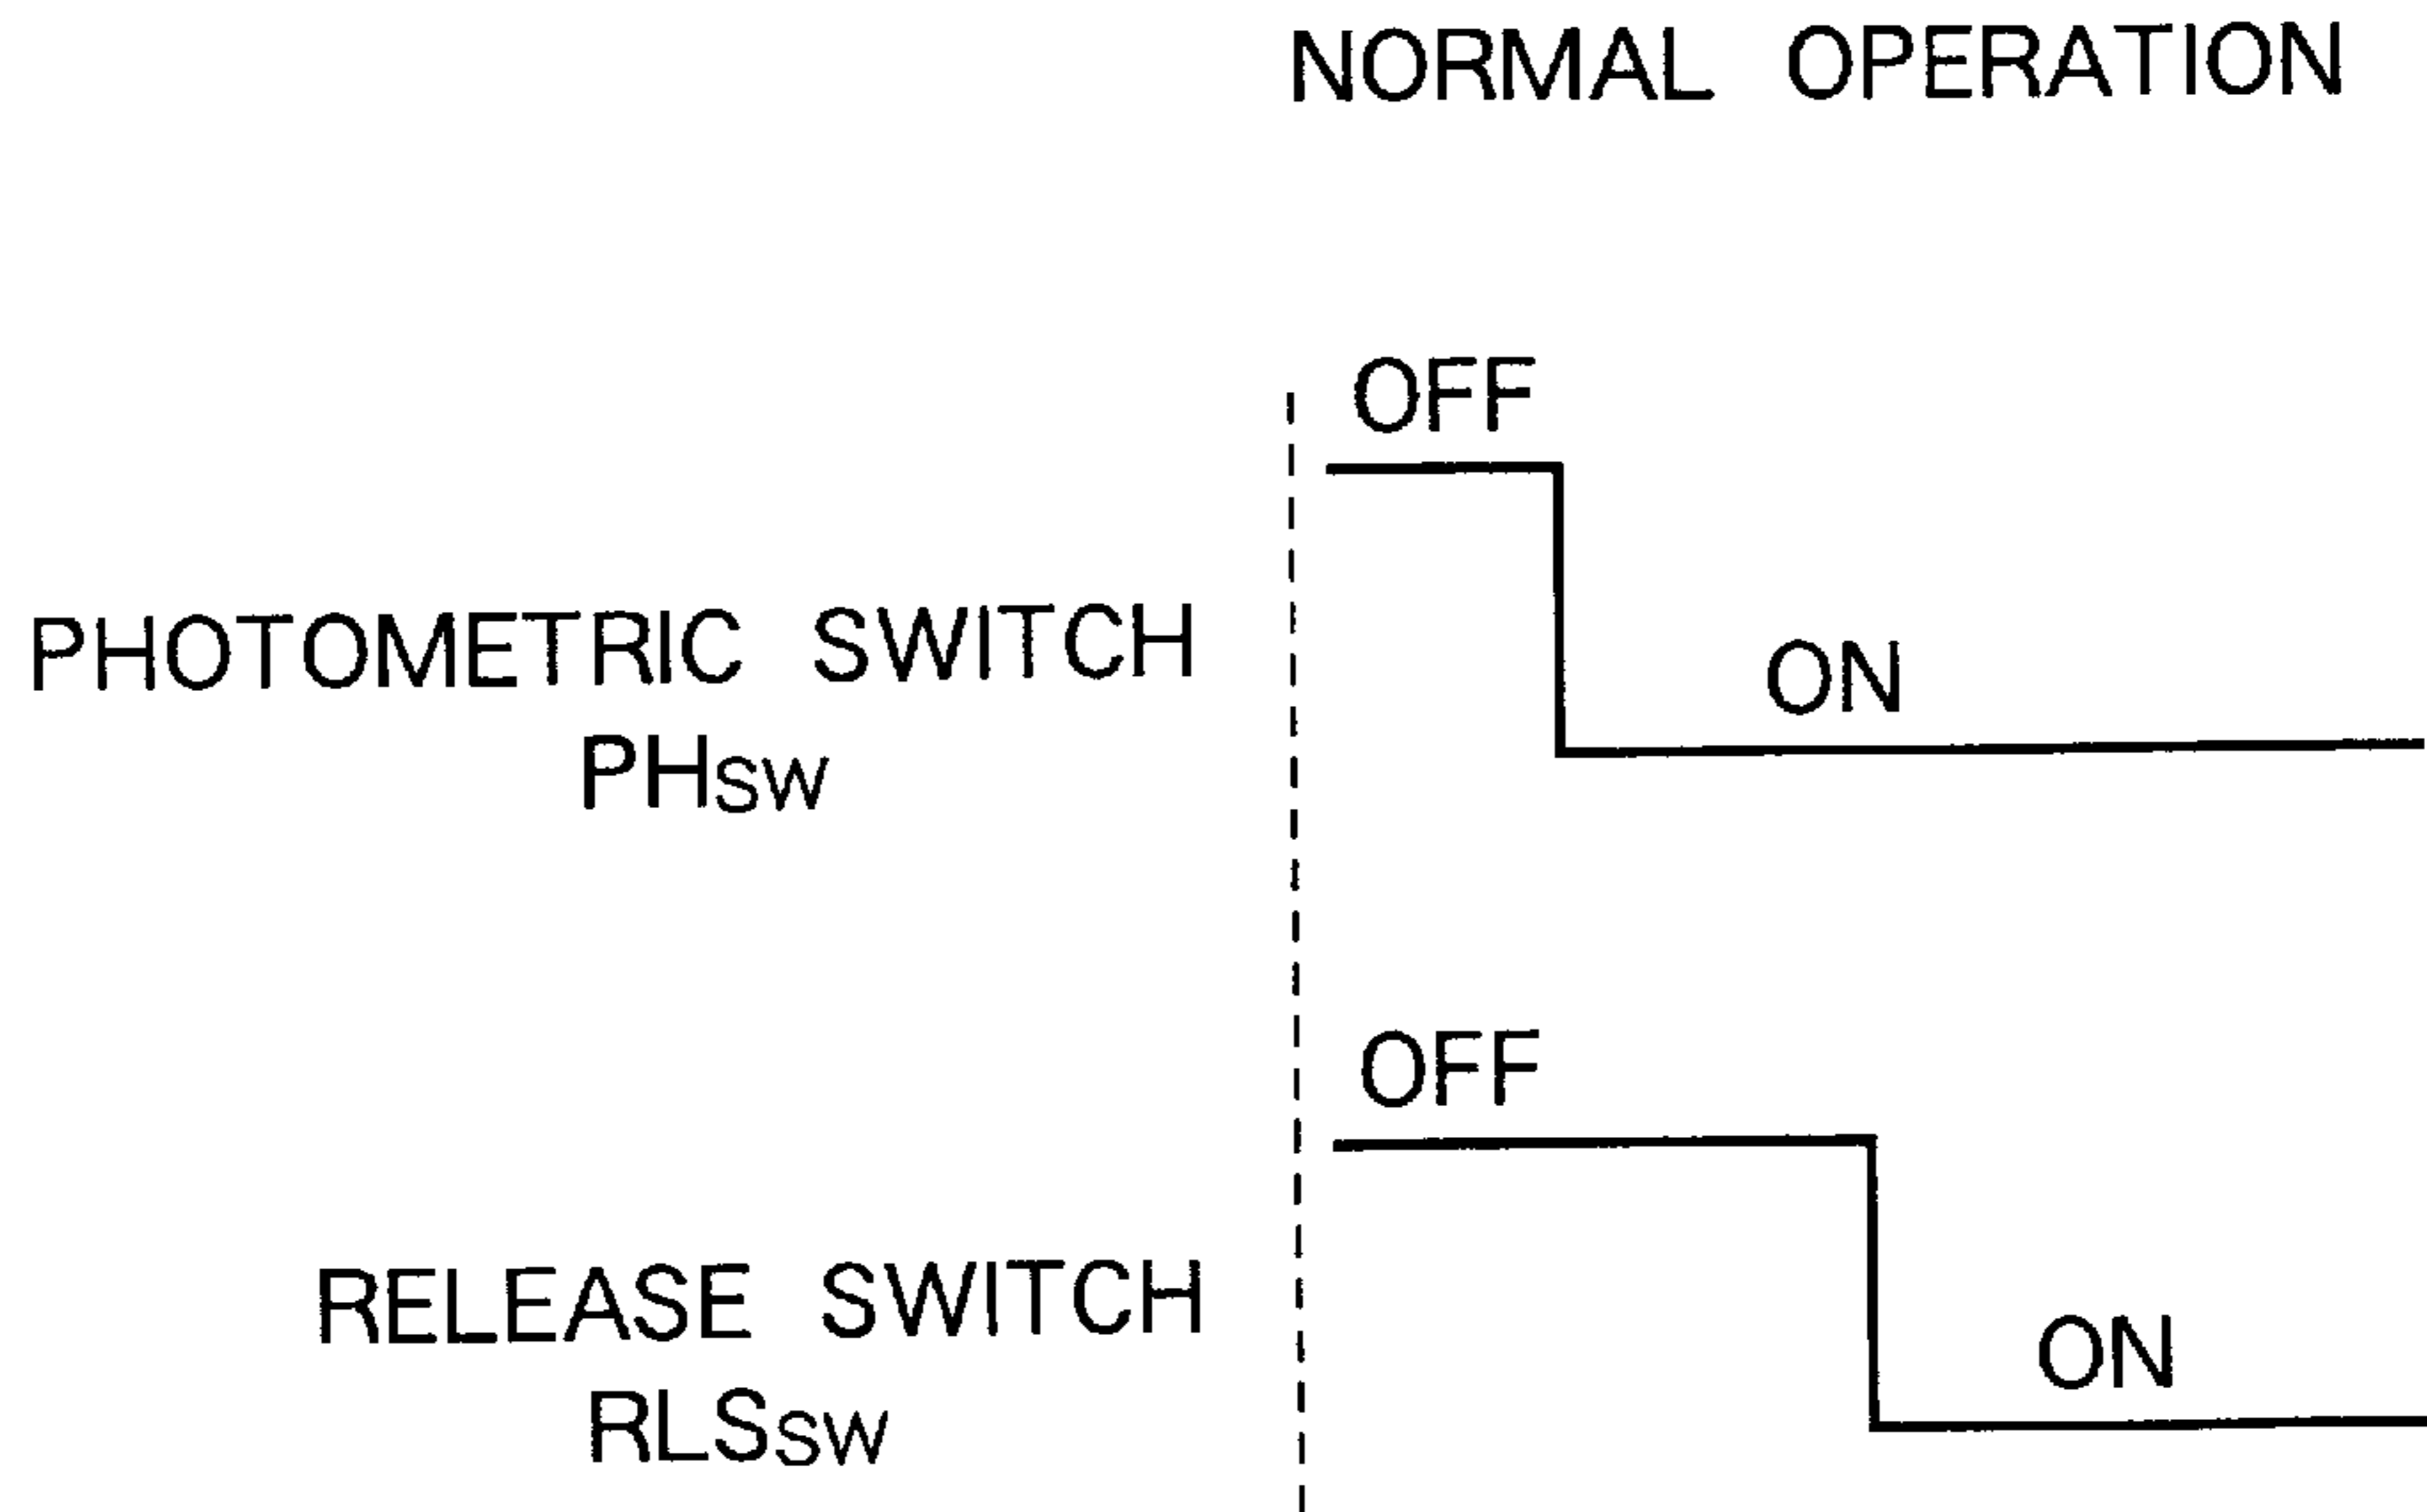 NORMAL OPERATION
OFF
PHOTOMETRIC SWITCH
ON
PHSW
OFF
RELEASE SWITCH
ON
RLSSW